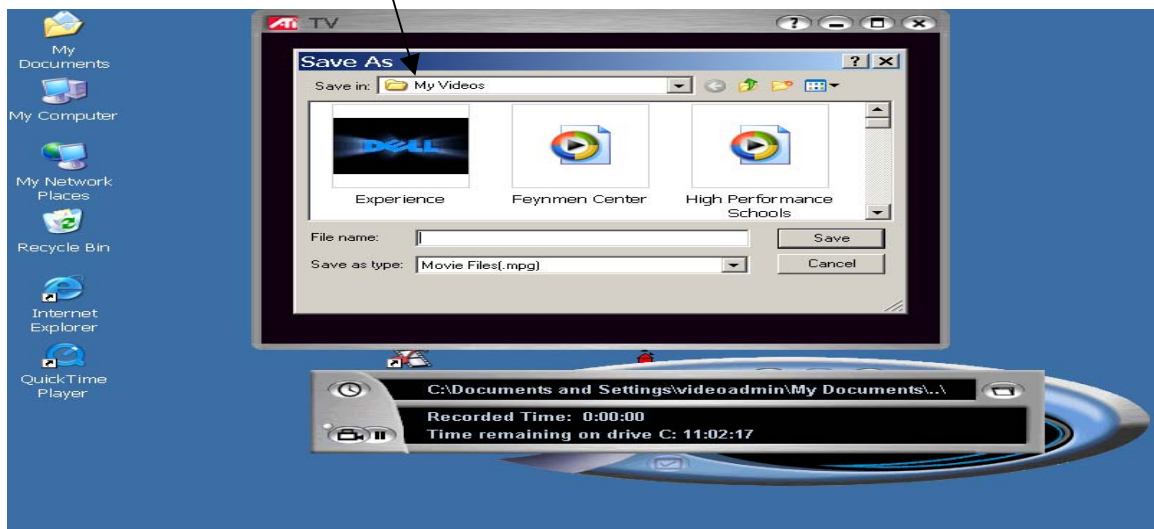 My
Documents
My Computer
My Network
Places
Recycle Bin
Internet
Explorer
QuickTime
Player
ATI TV
Save As
Save in: My Videos
DELL
Experience
Feynmen Center
High Performance
Schools
File name:
Save
Save as type: Movie Files(.mpg)
Cancel
C:\Documents and Settings\videoadmin\My Documents\..\
Recorded Time: 0:00:00
Time remaining on drive C: 11:02:17